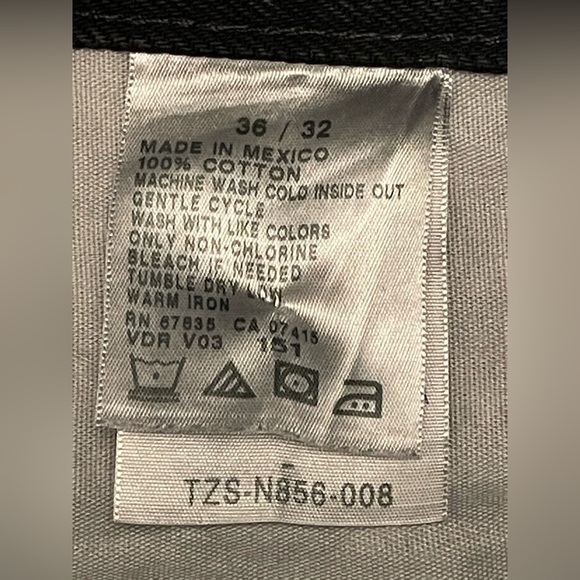 36 / 32
MADE IN MEXICO
100% COTTON
MACHINE WASH COLD INSIDE OUT
GENTLE CYCLE
WASH WITH LIKE COLORS
ONLY NON-CHLORINE
BLEACH IF NEEDED
TUMBLE DRY LOW
WARM IRON
RN 67835 CA 07415
VDR V03 151
TZS-N856-008